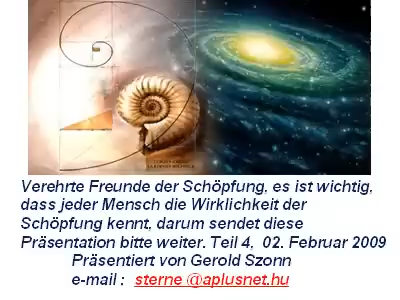 Verehrte Freunde der Schöpfung, es ist wichtig,
dass jeder Mensch die Wirklichkeit der
Schöpfung kennt, darum sendet diese
Präsentation bitte weiter. Teil 4,  02. Februar 2009
Präsentiert von Gerold Szonn
e-mail :  sterne @aplusnet.hu